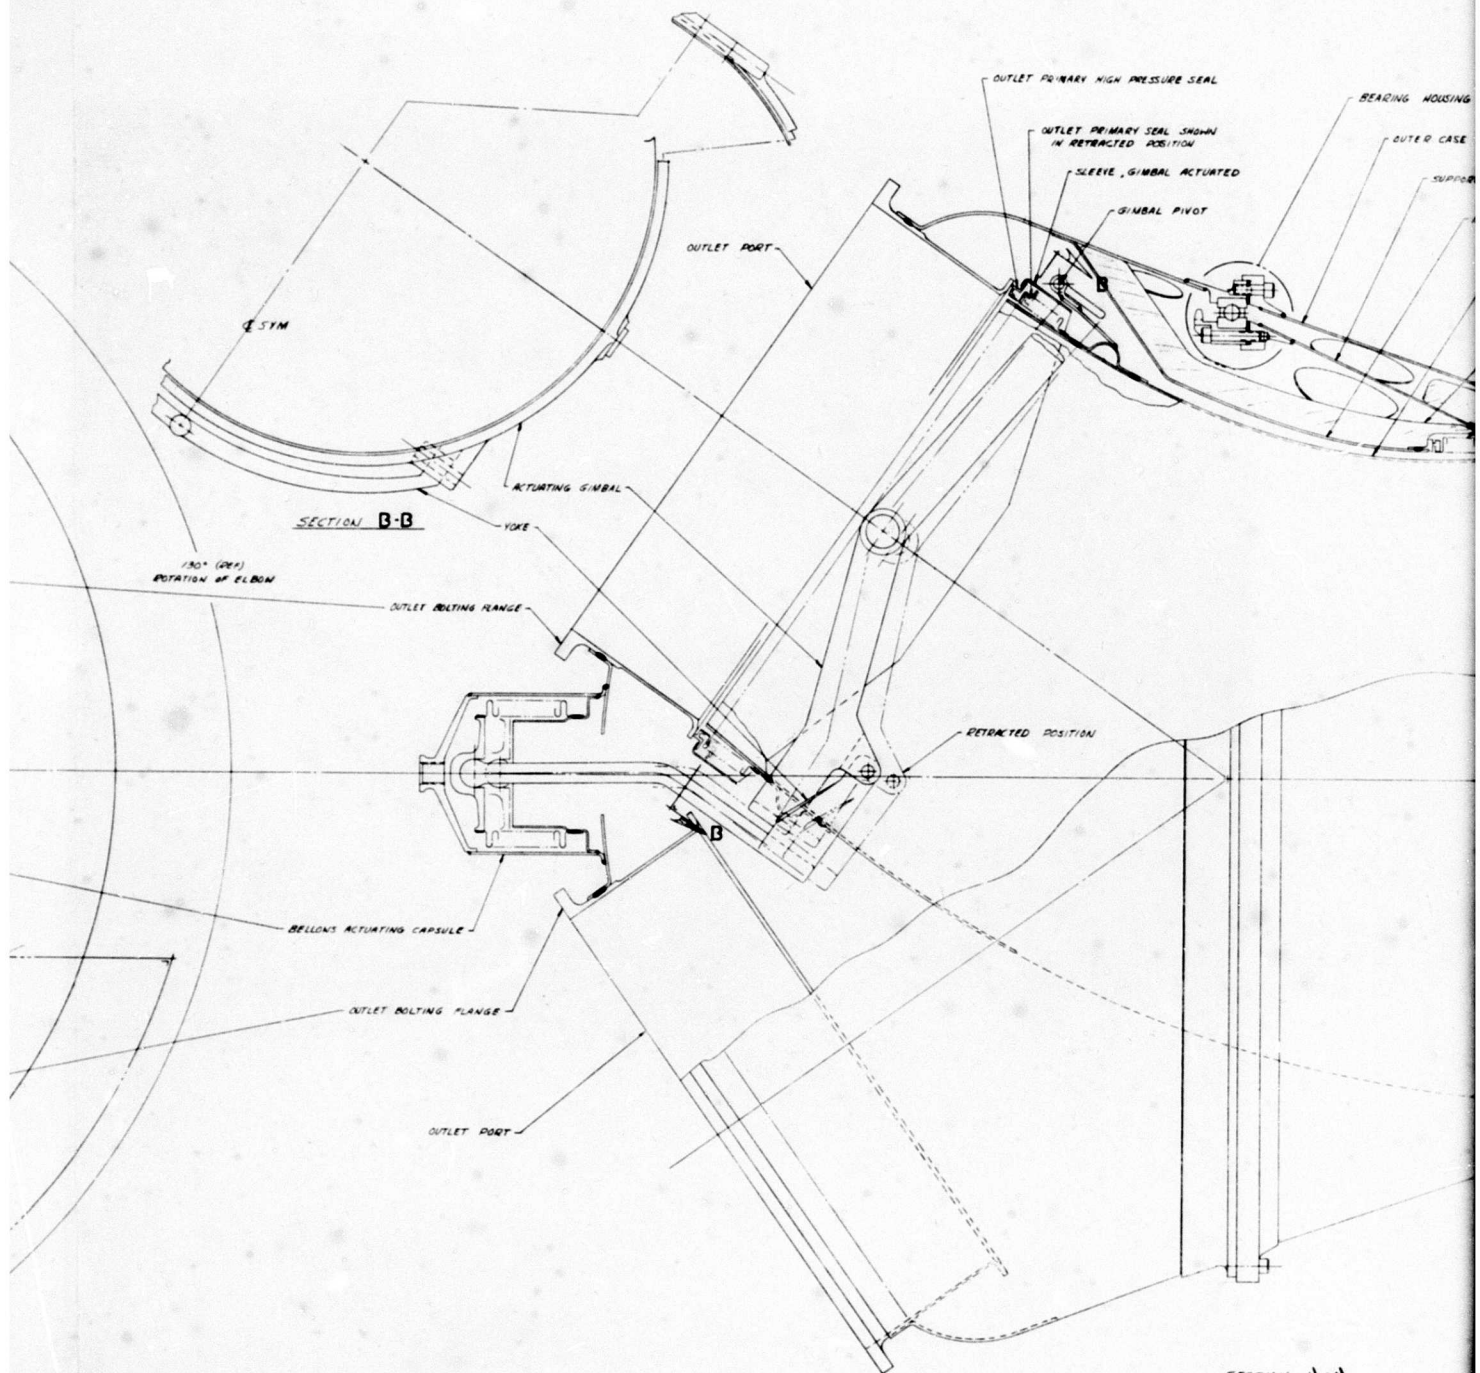 OUTLET PRIMARY HIGH PRESSURE SEAL
BEARING HOUSING
OUTLET PRIMARY SEAL SHOWN
IN RETRACTED POSITION
OUTER CASE
SLEEVE, GIMBAL ACTUATED
SUPPOR
GIMBAL PIVOT
OUTLET PORT
B
℄ SYM
ACTUATING GIMBAL
SECTION B-B
YOKE
130° (REF)
ROTATION OF ELBOW
OUTLET BOLTING FLANGE
RETRACTED POSITION
B
BELLOWS ACTUATING CAPSULE
OUTLET BOLTING FLANGE
OUTLET PORT